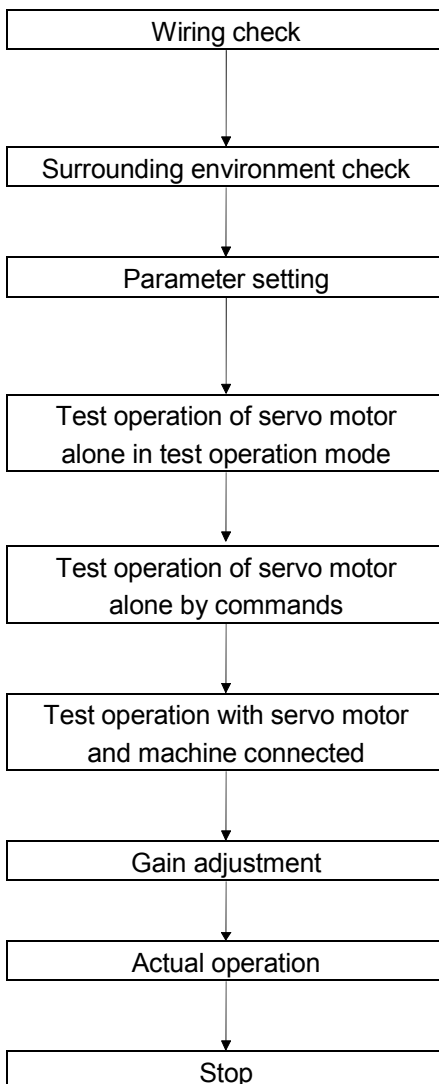 Wiring check
Surrounding environment check
Parameter setting
Test operation of servo motor
alone in test operation mode
Test operation of servo motor
alone by commands
Test operation with servo motor
and machine connected
Gain adjustment
Actual operation
Stop